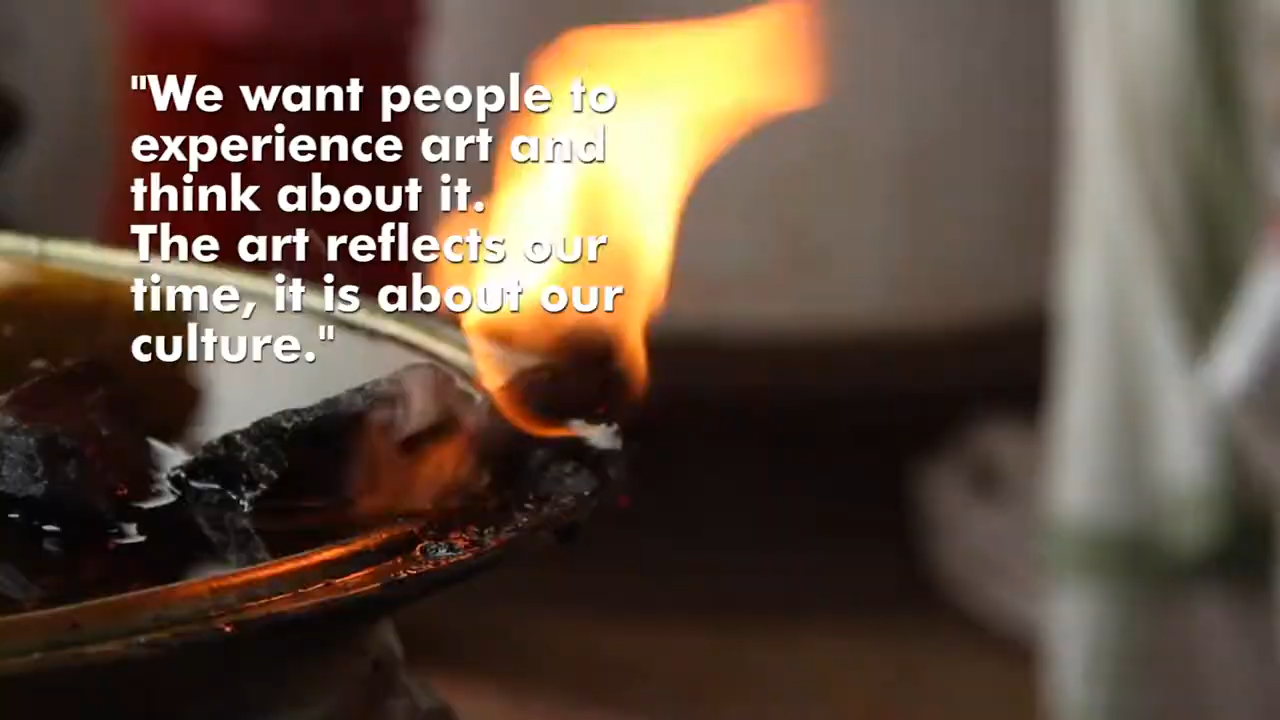 "We want people to
experience art and
think about it.
The art reflects our
time, it is about our
culture."